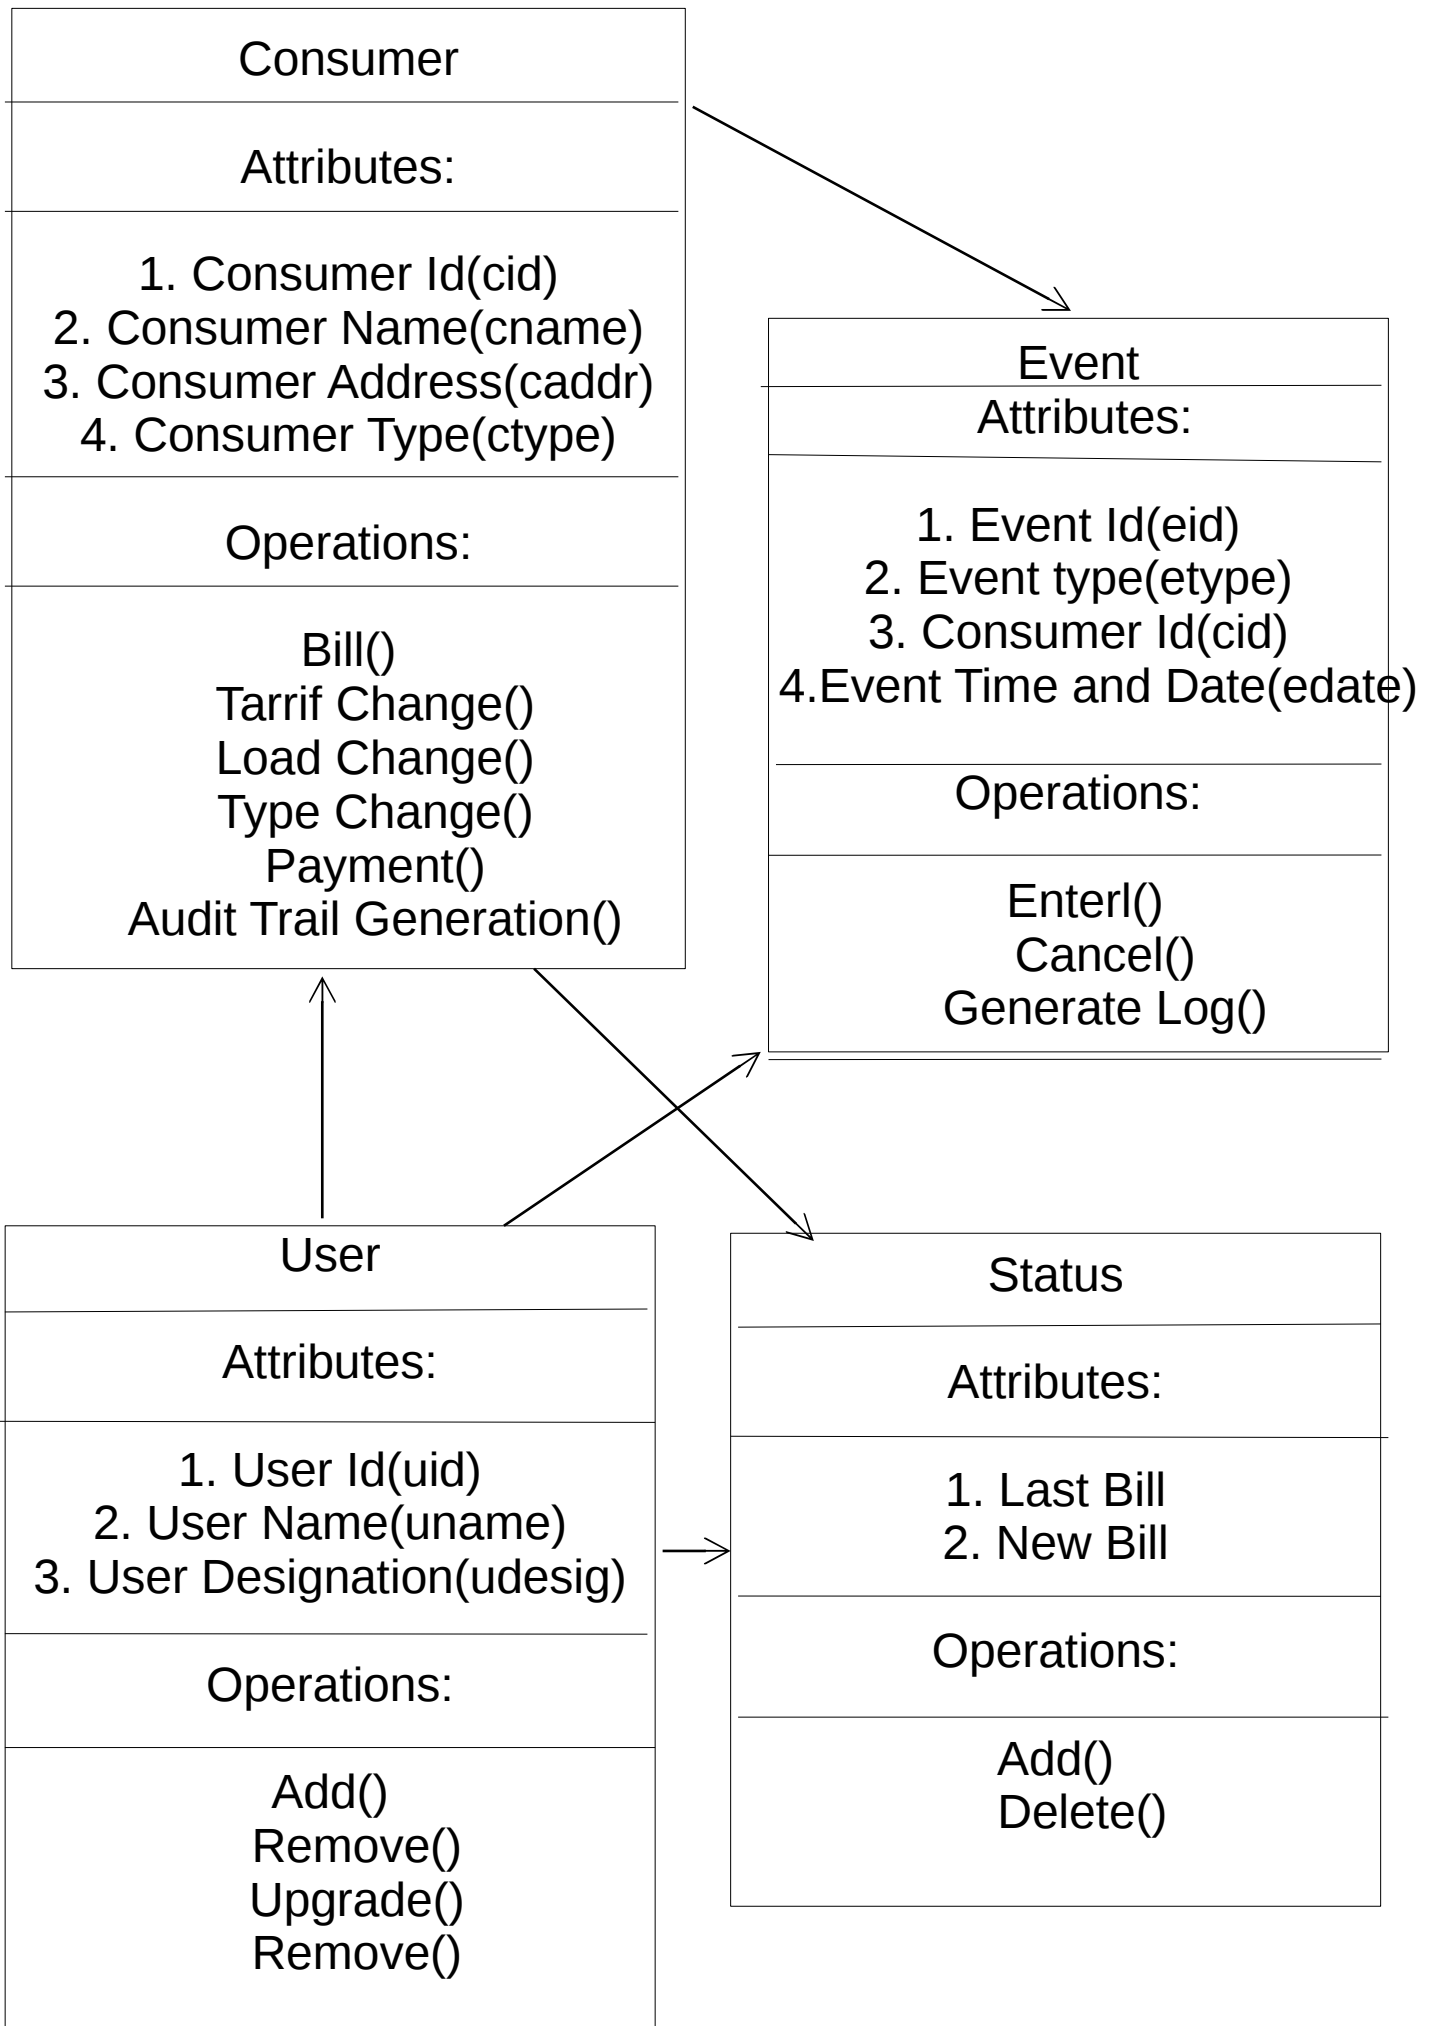 Consumer
Attributes:
1. Consumer Id(cid)
2. Consumer Name(cname)
3. Consumer Address(caddr)
4. Consumer Type(ctype)
Operations:
Bill()
Tarrif Change()
Load Change()
Type Change()
Payment()
Audit Trail Generation()
Event
Attributes:
1. Event Id(eid)
2. Event type(etype)
3. Consumer Id(cid)
4.Event Time and Date(edate)
Operations:
Enterl()
Cancel()
Generate Log()
User
Attributes:
1. User Id(uid)
2. User Name(uname)
3. User Designation(udesig)
Operations:
Add()
Remove()
Upgrade()
Remove()
Status
Attributes:
1. Last Bill
2. New Bill
Operations:
Add()
Delete()